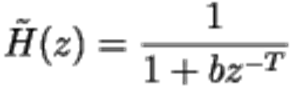 H̃(z) = 1 / (1 + bz^{-T})